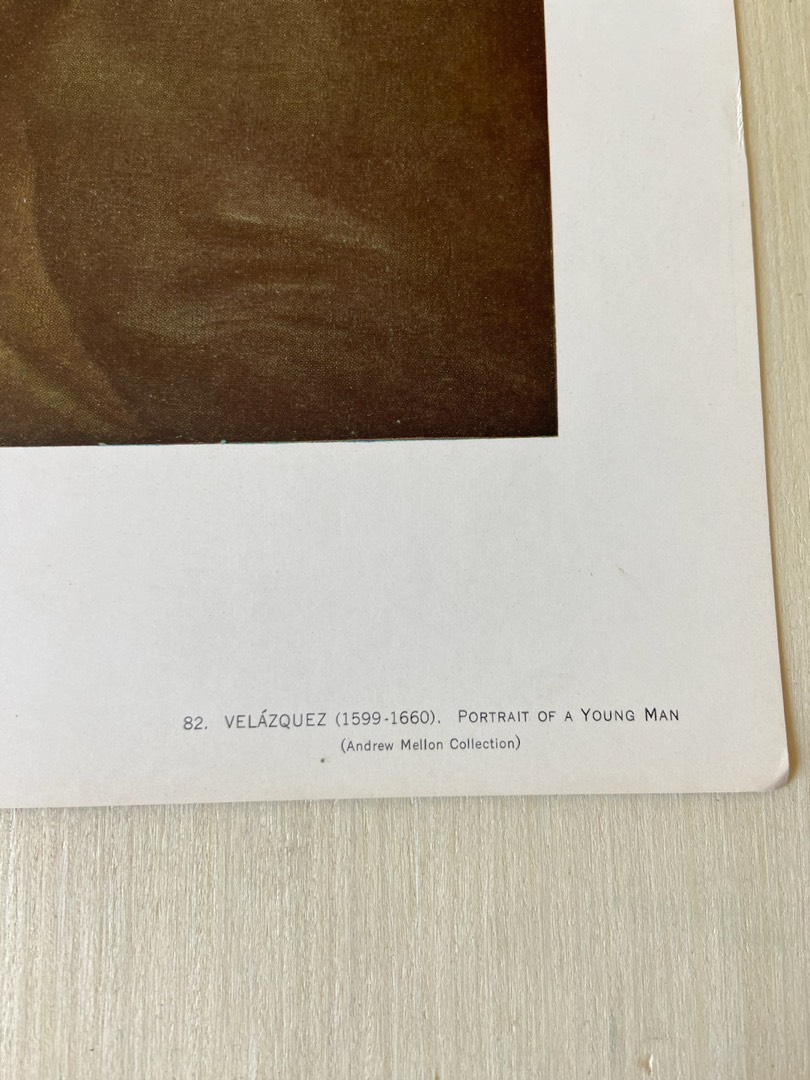 82. VELÁZQUEZ (1599-1660). PORTRAIT OF A YOUNG MAN
(Andrew Mellon Collection)